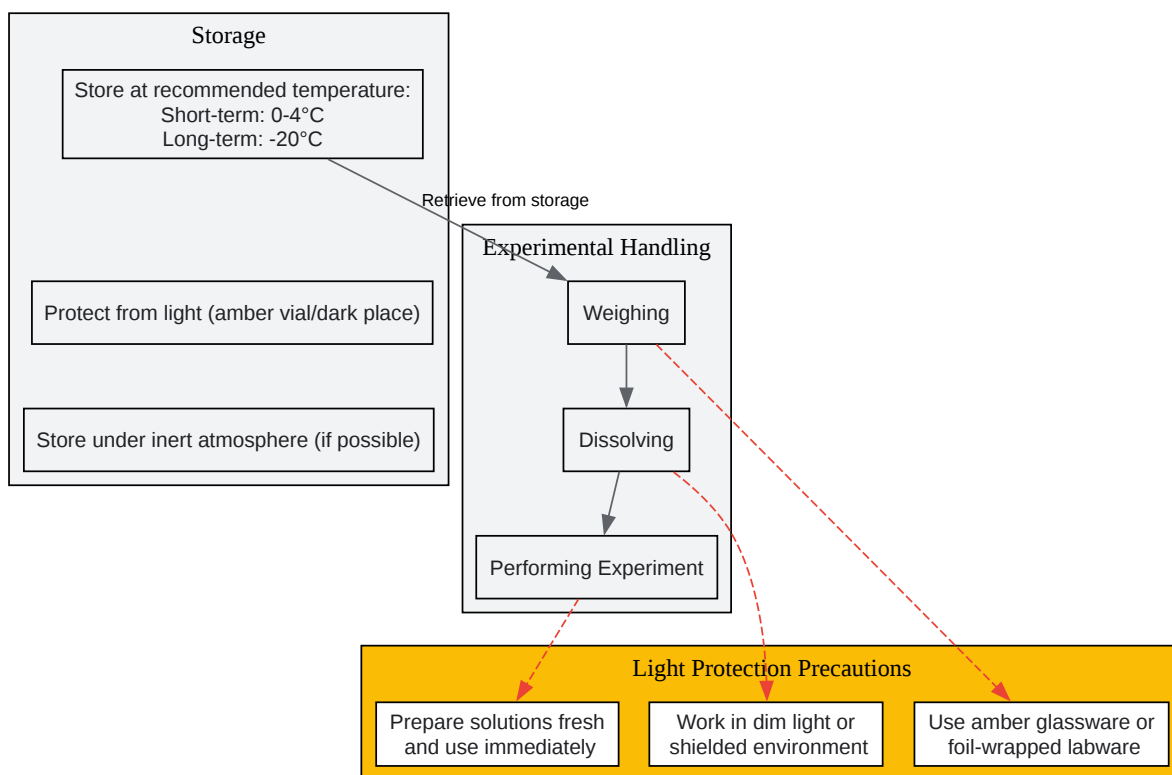 Storage
Store at recommended temperature:
Short-term: 0-4°C
Long-term: -20°C
Retrieve from storage
Experimental Handling
Protect from light (amber vial/dark place)
Weighing
Store under inert atmosphere (if possible)
Dissolving
Performing Experiment
Light Protection Precautions
Prepare solutions fresh
and use immediately
Work in dim light or
shielded environment
Use amber glassware or
foil-wrapped labware